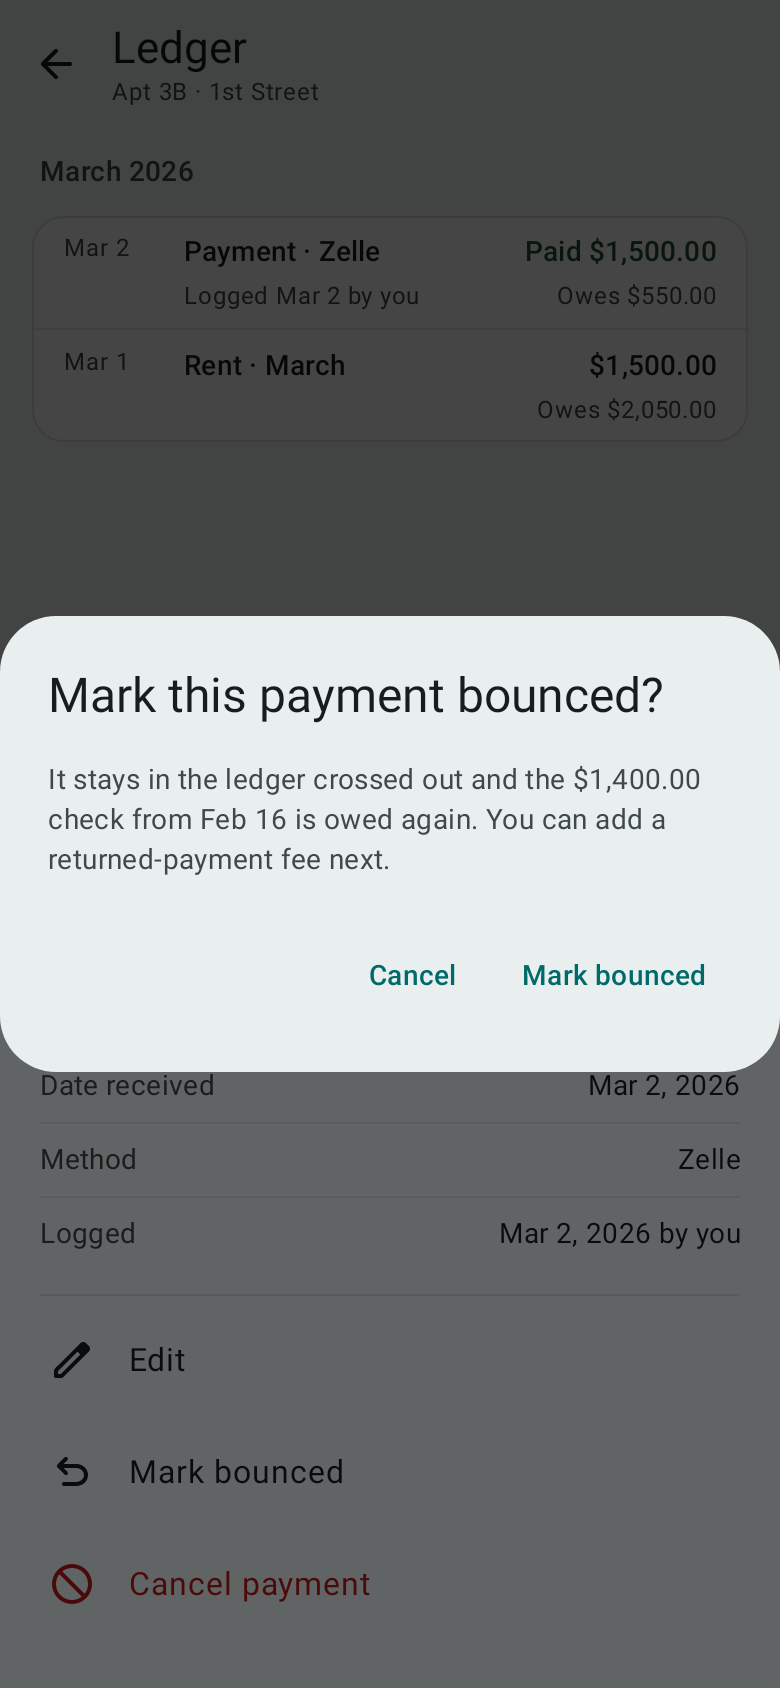 Ledger
Apt 3B · 1st Street
March 2026
Mar 2 Payment · Zelle Paid $1,500.00
Logged Mar 2 by you Owes $550.00
Mar 1 Rent · March $1,500.00
Owes $2,050.00
Mark this payment bounced?
It stays in the ledger crossed out and the $1,400.00
check from Feb 16 is owed again. You can add a
returned-payment fee next.
Cancel Mark bounced
Date received Mar 2, 2026
Method Zelle
Logged Mar 2, 2026 by you
Edit
Mark bounced
Cancel payment